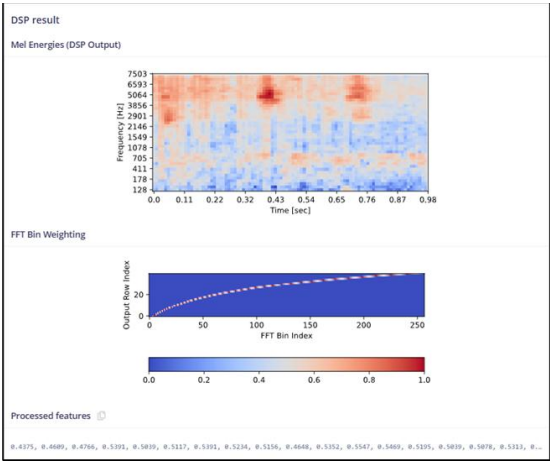 DSP result
Mel Energies (DSP Output)
7503
6593
5064
3856
2901
2146
1549
1078
705
411
178
128
Frequency [Hz]
0.0 0.11 0.22 0.32 0.43 0.54 0.65 0.76 0.87 0.98
Time [sec]
FFT Bin Weighting
Output Row Index
20
0
0 50 100 150 200 250
FFT Bin Index
0.0 0.2 0.4 0.6 0.8 1.0
Processed features
0.4375, 0.4609, 0.4766, 0.5391, 0.5039, 0.5117, 0.5391, 0.5234, 0.5156, 0.4648, 0.5352, 0.5547, 0.5469, 0.5195, 0.5039, 0.5078, 0.5313, 0...